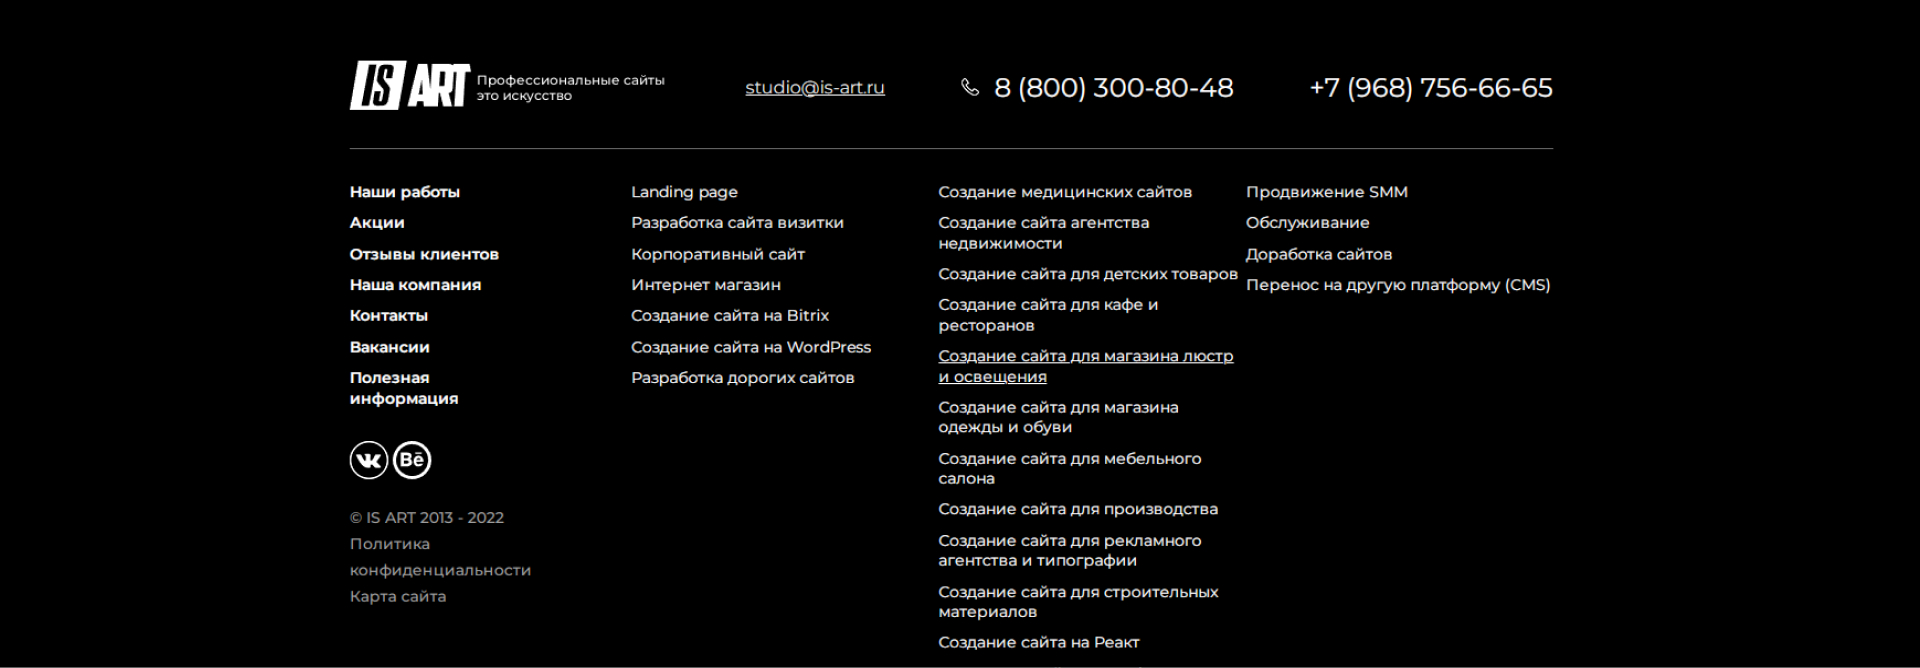 IS ART
Профессиональные сайты
это искусство
studio@is-art.ru
8 (800) 300-80-48
+7 (968) 756-66-65
Наши работы
Акции
Отзывы клиентов
Наша компания
Контакты
Вакансии
Полезная
информация
Bē
© IS ART 2013 - 2022
Политика
конфиденциальности
Карта сайта
Landing page
Разработка сайта визитки
Корпоративный сайт
Интернет магазин
Создание сайта на Bitrix
Создание сайта на WordPress
Разработка дорогих сайтов
Создание медицинских сайтов
Создание сайта агентства
недвижимости
Создание сайта для детских товаров
Создание сайта для кафе и
ресторанов
Создание сайта для магазина люстр
и освещения
Создание сайта для магазина
одежды и обуви
Создание сайта для мебельного
салона
Создание сайта для производства
Создание сайта для рекламного
агентства и типографии
Создание сайта для строительных
материалов
Создание сайта на Реакт
Продвижение SMM
Обслуживание
Доработка сайтов
Перенос на другую платформу (CMS)